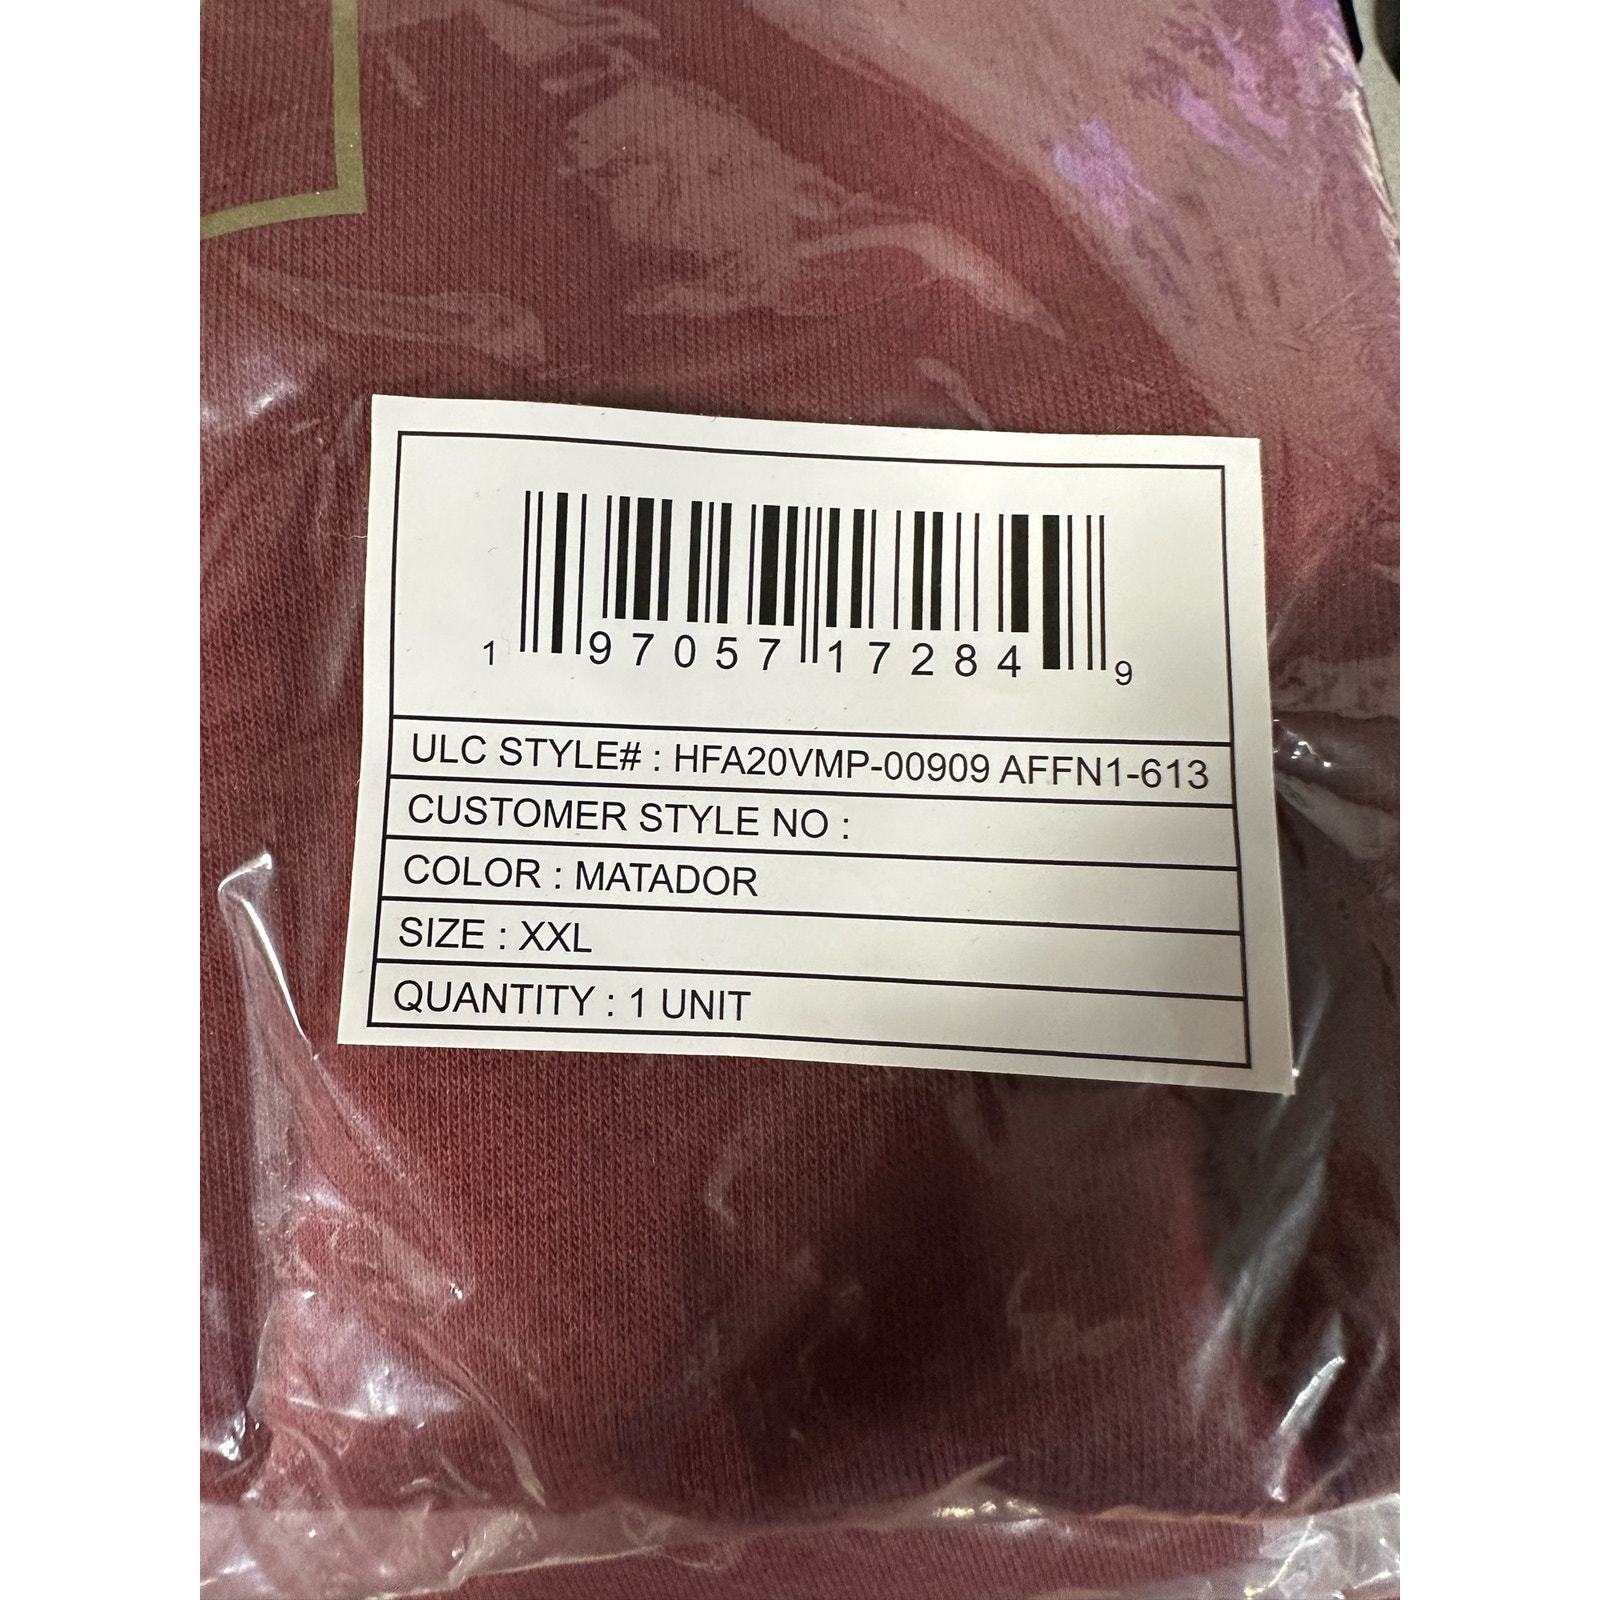 1 97057 17284 9
ULC STYLE# : HFA20VMP-00909 AFFN1-613
CUSTOMER STYLE NO :
COLOR : MATADOR
SIZE : XXL
QUANTITY : 1 UNIT